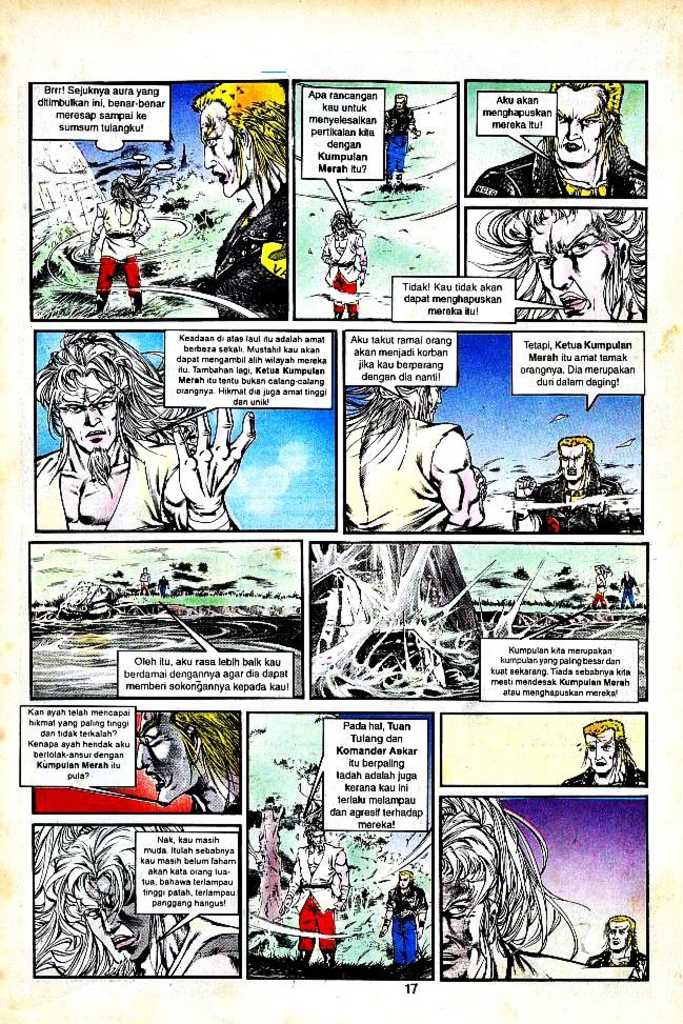 Brrr! Sejuknya aura yang
ditimbulkan ini, benar-benar
meresap sampai ke
sumsum tulangku!
Apa rancangan
kau untuk
menyelesaikan
pertikaian kita
dengan
Kumpulan
Merah itu?
Aku akan
menghapuskan
mereka itu!
Tidak! Kau tidak akan
dapat menghapuskan
mereka itu!
Keadaan di atas laut itu adalah amat
berbeza sekali. Mustahil kau akan
dapat mengambil alih wilayah mereka
itu. Tambahan lagi, Ketua Kumpulan
Merah itu tentu bukan calang-calang
orangnya. Hikmat dia juga amat tinggi
dan unik!
Aku takut ramai orang
akan menjadi korban
jika kau berperang
dengan dia nanti!
Tetapi, Ketua Kumpulan
Merah itu amat tamak
orangnya. Dia merupakan
duri dalam daging!
Oleh itu, aku rasa lebih baik kau
berdamai dengannya agar dia dapat
memberi sokongannya kepada kau!
Kumpulan kita merupakan
kumpulan yang paling besar dan
kuat sekarang. Tiada sebabnya kita
mesti mendesak Kumpulan Merah
atau menghapuskan mereka!
Kan ayah telah mencapai
hikmat yang paling tinggi
dan tidak terkalah?
Kenapa ayah hendak aku
bertolak-ansur dengan
Kumpulan Merah itu
pula?
Pada hal, Tuan
Tulang dan
Komander Askar
itu berpaling
tadah adalah juga
kerana kau ini
terlalu melampau
dan agresif terhadap
mereka!
Nak, kau masih
muda. Itulah sebabnya
kau masih belum faham
akan kata orang tua-
tua, bahawa terlampau
tinggi patah, terlampau
panggang hangus!
17